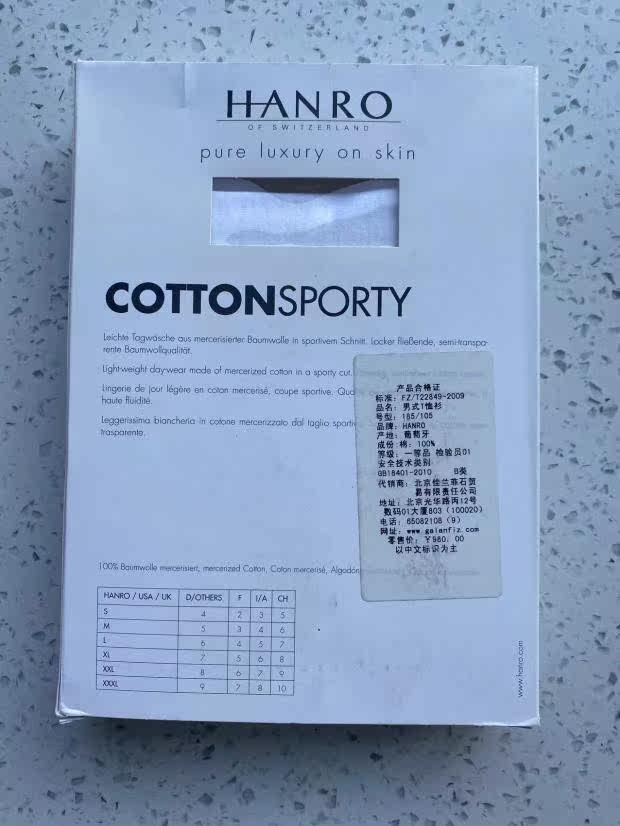 HANRO
OF SWITZERLAND
pure luxury on skin
COTTONSPORTY
Leichte Tagwäsche aus mercerisierter Baumwolle in sportivem Schnitt. Locker fließende, semi-transpa-
rente Baumwollqualität.
Light-weight day-wear made of mercerized cotton in a sporty cut.
Lingerie de jour légére en coton mercerisé, coupe sportive.
haute fluidité.
Leggerissima biancheria in cotone mercerizzato dal taglio
trasparente.
产品合格证
标准: FZ/T22849-2009
品名: 男式T恤衫
号型: 185/105
品牌: HANRO
产地: 葡萄牙
成份 棉: 100%
等级: 一等品 检验员01
安全技术类别
GB18401-2010 B类
代销商: 北京佳兰菲石贸
易有限责任公司
地址: 北京光华路丙12号
数码01大厦803 (100020)
电话: 65082108 (9)
网址: www.galanfiz.com
零售价: ¥980.00
以中文标识为主
100% Baumwolle mercerisiert, mercerized Cotton, Coton mercerisé,
HANRO / USA / UK D/OTHERS F I/A CH
S 4 2 3 5
M 5 3 4 6
L 6 4 5 7
XL 7 5 6 8
XXL 8 6 7 9
XXXL 9 7 8 10
www.hanro.com